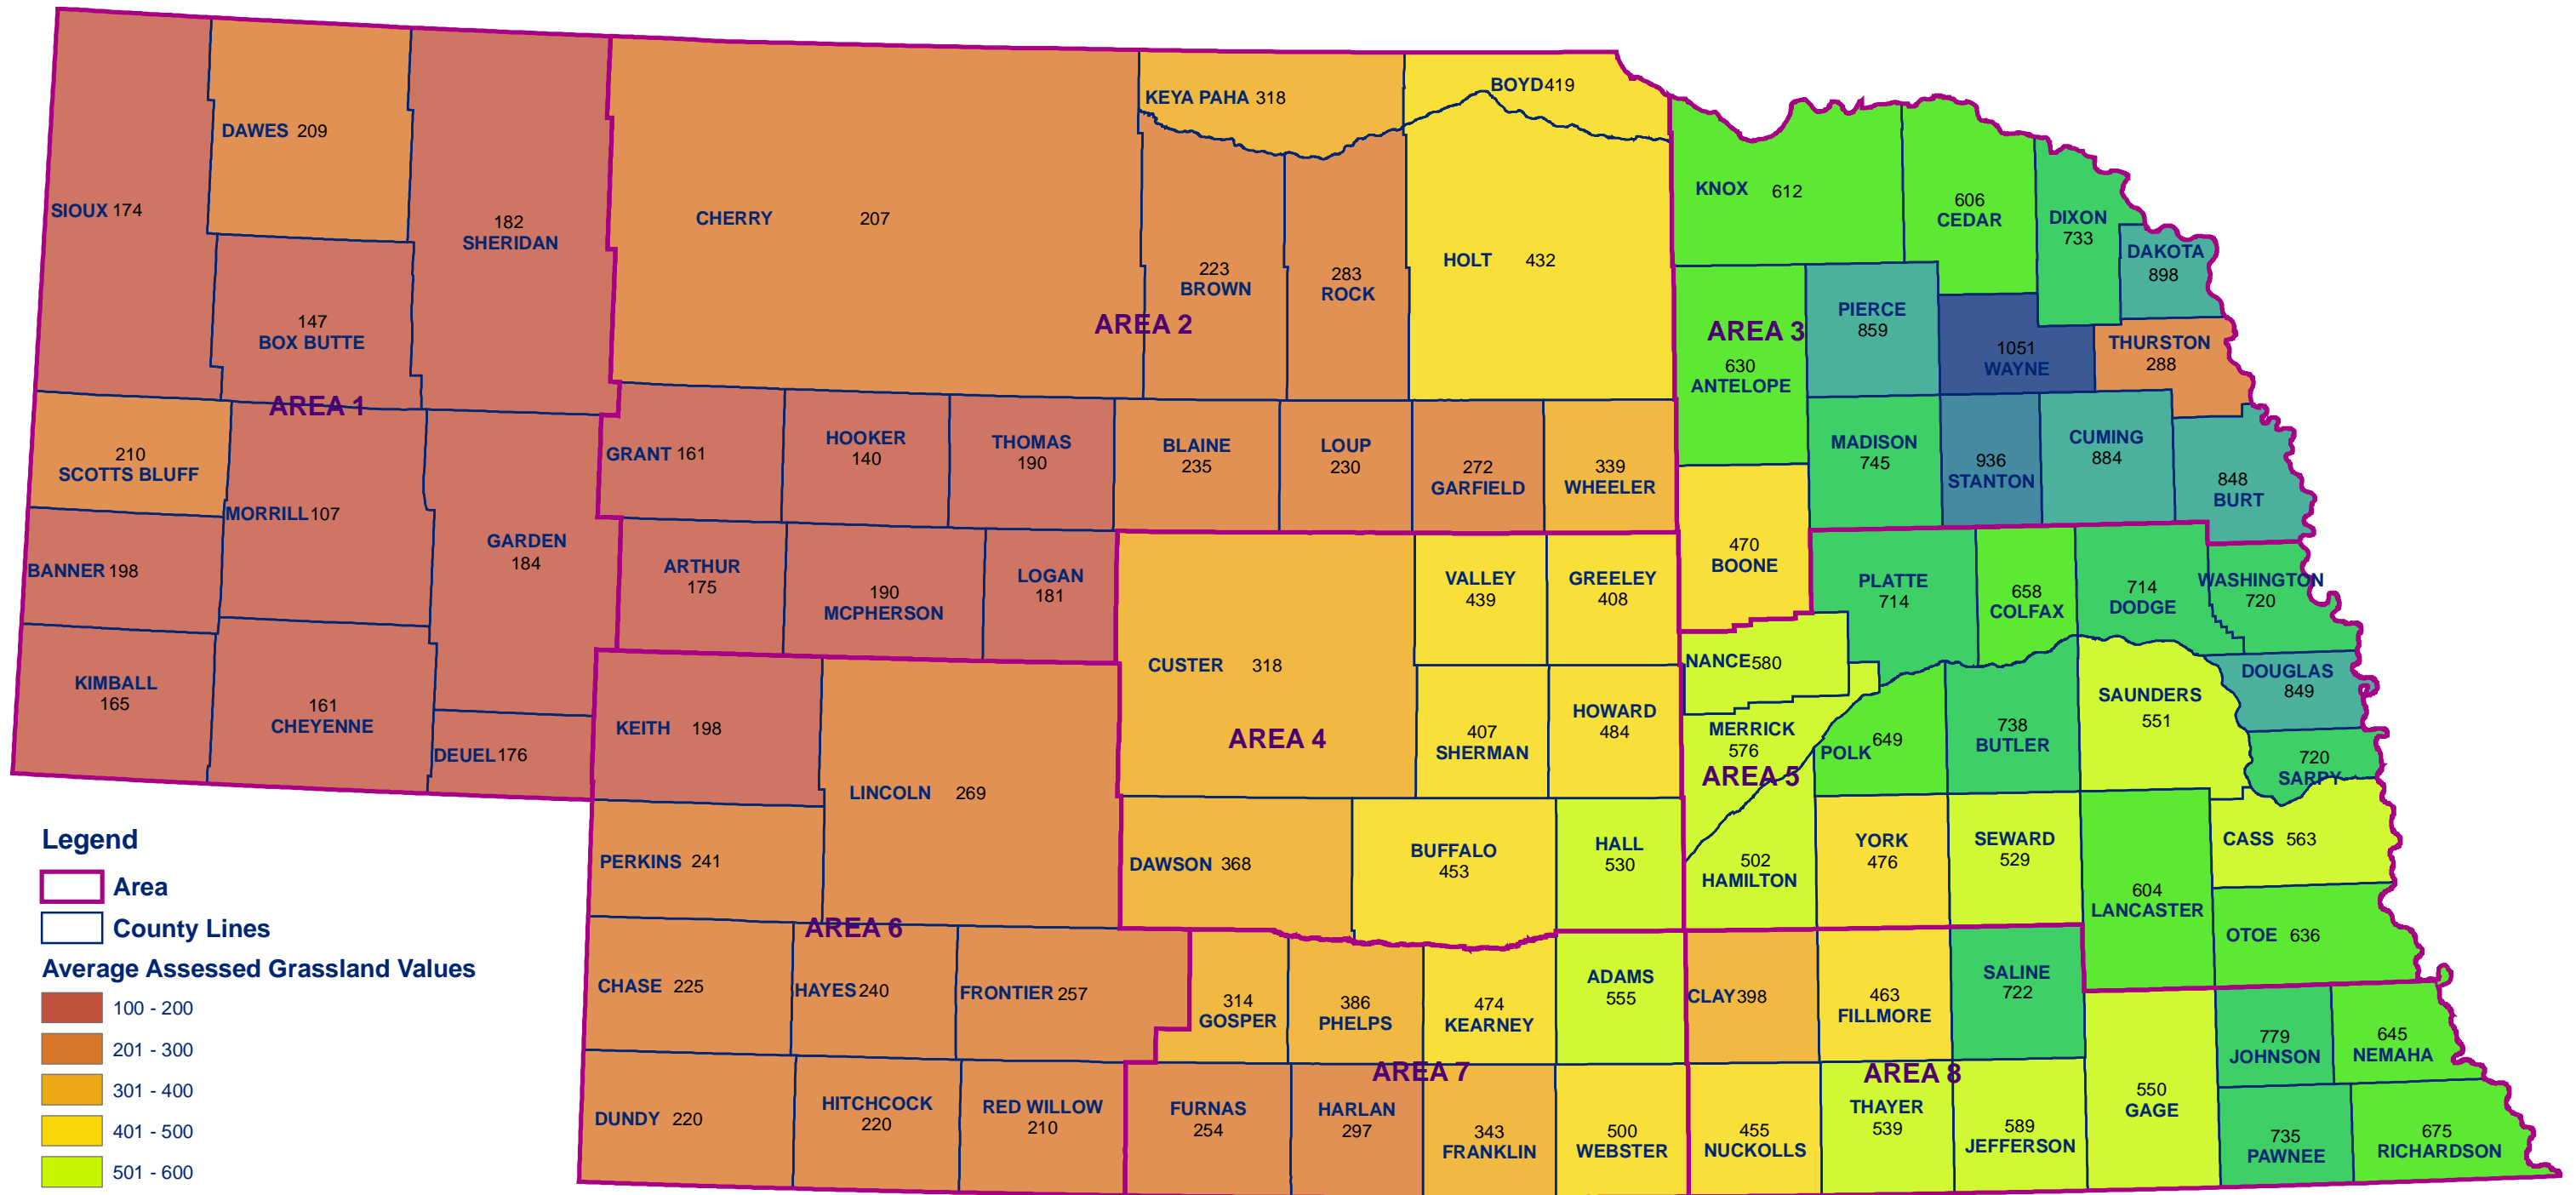 KEYA PAHA 318
BOYD419
DAWES 209
SIOUX 174
182
SHERIDAN
CHERRY 207
KNOX 612
606
CEDAR
DIXON
733
DAKOTA
898
223
BROWN
283
ROCK
HOLT 432
147
BOX BUTTE
AREA 2
AREA 3
PIERCE
859
1051
WAYNE
THURSTON
288
630
ANTELOPE
AREA 1
210
SCOTTS BLUFF
GRANT 161
HOOKER
140
THOMAS
190
BLAINE
235
LOUP
230
272
GARFIELD
339
WHEELER
MADISON
745
936
STANTON
CUMING
884
848
BURT
MORRILL107
GARDEN
184
BANNER 198
ARTHUR
175
190
MCPHERSON
LOGAN
181
VALLEY
439
GREELEY
408
470
BOONE
PLATTE
714
658
COLFAX
714
DODGE
WASHINGTON
720
KIMBALL
165
161
CHEYENNE
DEUEL 176
KEITH 198
LINCOLN 269
CUSTER 318
AREA 4
407
SHERMAN
HOWARD
484
NANCE580
MERRICK
576
AREA 5
POLK 649
738
BUTLER
SAUNDERS
551
DOUGLAS
849
720
SARPY
PERKINS 241
DAWSON 368
BUFFALO
453
HALL
530
502
HAMILTON
YORK
476
SEWARD
529
604
LANCASTER
CASS 563
OTOE 636
AREA 6
CHASE 225
HAYES 240
FRONTIER 257
314
GOSPER
386
PHELPS
474
KEARNEY
ADAMS
555
CLAY398
463
FILLMORE
SALINE
722
779
JOHNSON
645
NEMAHA
AREA 7
AREA 8
DUNDY 220
HITCHCOCK
220
RED WILLOW
210
FURNAS
254
HARLAN
297
343
FRANKLIN
500
WEBSTER
455
NUCKOLLS
THAYER
539
589
JEFFERSON
550
GAGE
735
PAWNEE
675
RICHARDSON
Legend
Area
County Lines
Average Assessed Grassland Values
100 - 200
201 - 300
301 - 400
401 - 500
501 - 600